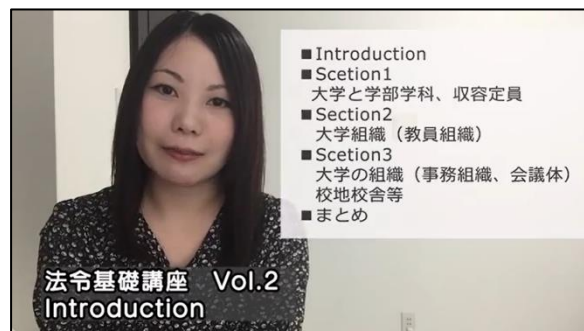 ■Introduction
■Scetion1
大学と学部学科、収容定員
■Section2
大学組織（教員組織）
■Scetion3
大学の組織（事務組織、会議体）
校地校舎等
■まとめ
法令基礎講座　Vol.2
Introduction